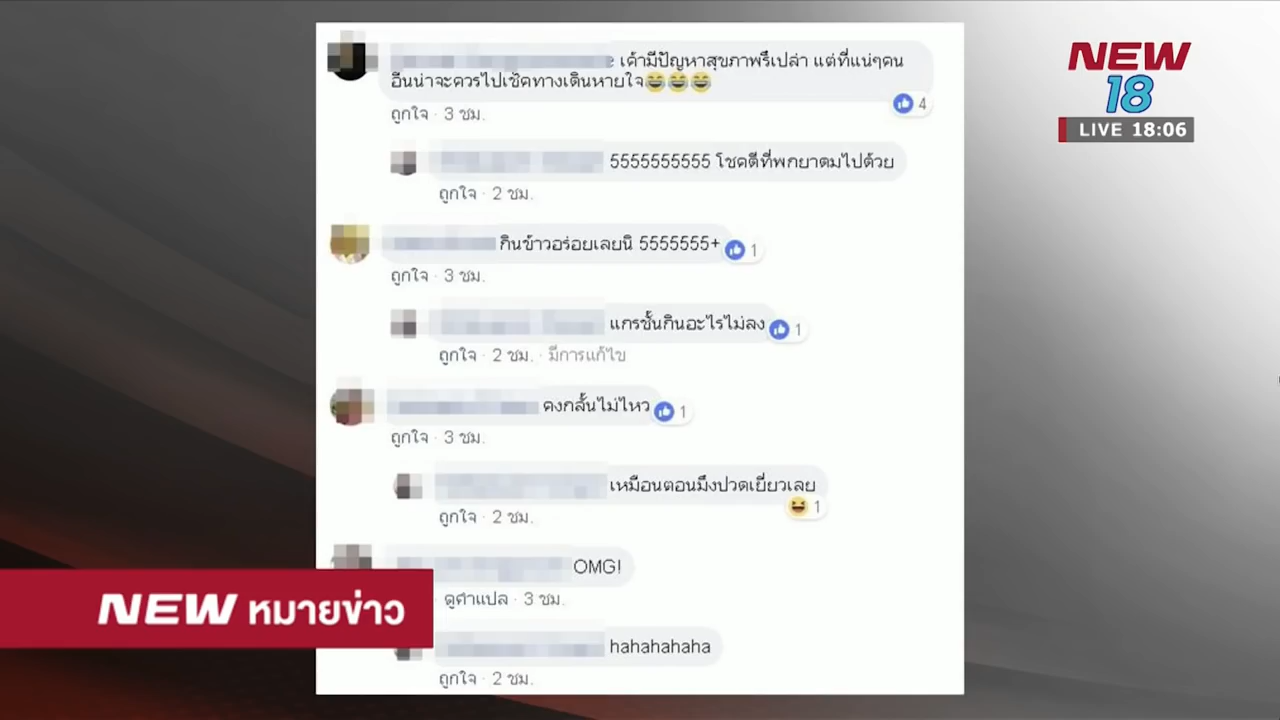 เค้ามีปัญหาสุขภาพรึเปล่า แต่ที่แน่ๆคน
อื่นน่าจะควรไปเช็คทางเดินหายใจ😄😄😄
4
ถูกใจ · 3 ชม.
5555555555 โชคดีที่พกยาดมไปด้วย
ถูกใจ · 2 ชม.
กินข้าวอร่อยเลยนิ 5555555+
1
ถูกใจ · 3 ชม.
แกรชั้นกินอะไรไม่ลง
1
ถูกใจ · 2 ชม. · มีการแก้ไข
คงกลั้นไม่ไหว
1
ถูกใจ · 3 ชม.
เหมือนตอนมึงปวดเยี่ยวเลย
1
ถูกใจ · 2 ชม.
OMG!
· ดูคำแปล · 3 ชม.
hahahahaha
ถูกใจ · 2 ชม.
NEW หมายข่าว
NEW
18
LIVE 18:06